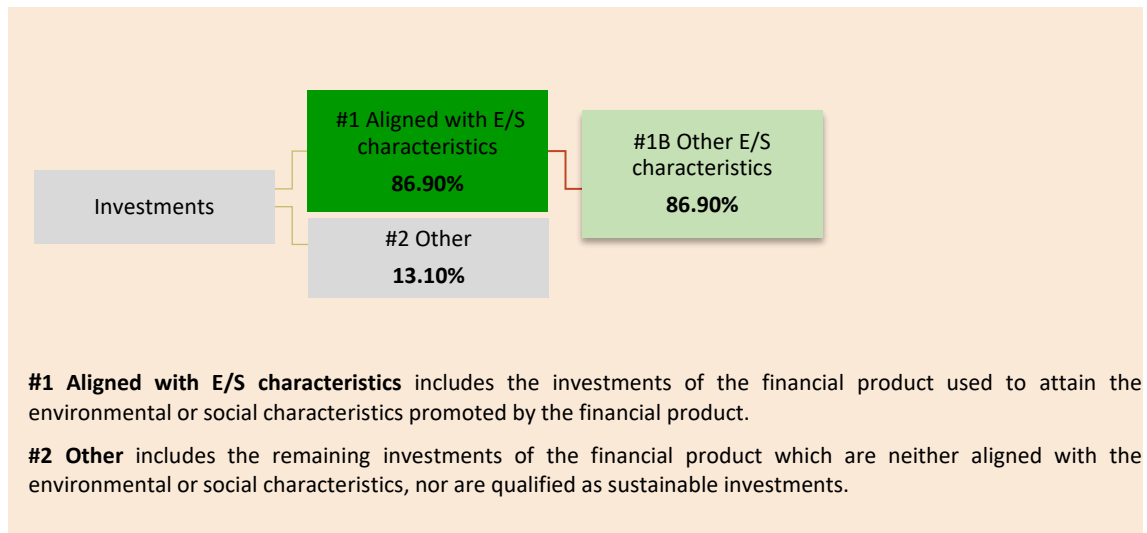 #1 Aligned with E/S
characteristics
86.90%
#1B Other E/S
characteristics
86.90%
Investments
#2 Other
13.10%
#1 Aligned with E/S characteristics includes the investments of the financial product used to attain the
environmental or social characteristics promoted by the financial product.
#2 Other includes the remaining investments of the financial product which are neither aligned with the
environmental or social characteristics, nor are qualified as sustainable investments.